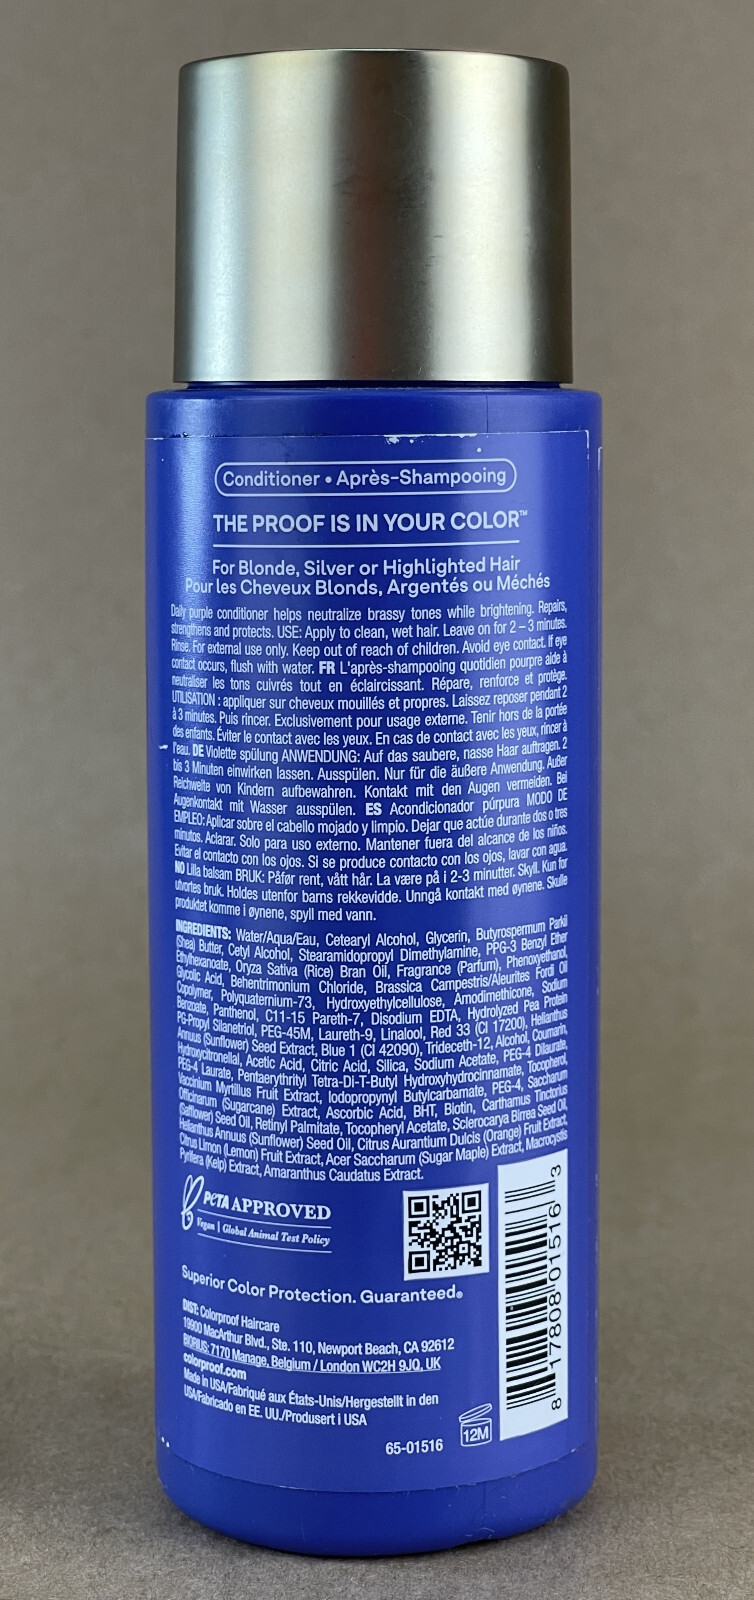 Conditioner • Après-Shampooing
THE PROOF IS IN YOUR COLOR™
For Blonde, Silver or Highlighted Hair
Pour les Cheveux Blonds, Argentés ou Méchés
Daily purple conditioner helps neutralize brassy tones while brightening. Repairs,
strengthens and protects. USE: Apply to clean, wet hair. Leave on for 2 – 3 minutes.
Rinse. For external use only. Keep out of reach of children. Avoid eye contact. If eye
contact occurs, flush with water. FR L'après-shampooing quotidien pourpre aide à
neutraliser les tons cuivrés tout en éclaircissant. Répare, renforce et protège.
UTILISATION : appliquer sur cheveux mouillés et propres. Laissez reposer pendant 2
à 3 minutes. Puis rincer. Exclusivement pour usage externe. Tenir hors de la portée
des enfants. Éviter le contact avec les yeux. En cas de contact avec les yeux, rincer à
l'eau. DE Violette spülung ANWENDUNG: Auf das saubere, nasse Haar auftragen. 2
bis 3 Minuten einwirken lassen. Ausspülen. Nur für die äußere Anwendung. Außer
Reichweite von Kindern aufbewahren. Kontakt mit den Augen vermeiden. Bei
Augenkontakt mit Wasser ausspülen. ES Acondicionador púrpura MODO DE
EMPLEO: Aplicar sobre el cabello mojado y limpio. Dejar que actúe durante dos o tres
minutos. Aclarar. Solo para uso externo. Mantener fuera del alcance de los niños.
Evitar el contacto con los ojos. Si se produce contacto con los ojos, lavar con agua.
NO Lilla balsam BRUK: Påfør rent, vått hår. La være på i 2-3 minutter. Skyll. Kun for
utvortes bruk. Holdes utenfor barns rekkevidde. Unngå kontakt med øynene. Skulle
produktet komme i øynene, spyll med vann.
INGREDIENTS: Water/Aqua/Eau, Cetearyl Alcohol, Glycerin, Butyrospermum Parkii
(Shea) Butter, Cetyl Alcohol, Stearamidopropyl Dimethylamine, PPG-3 Benzyl Ether
Ethylhexanoate, Oryza Sativa (Rice) Bran Oil, Fragrance (Parfum), Phenoxyethanol,
Glycolic Acid, Behentrimonium Chloride, Brassica Campestris/Aleurites Fordi Oil
Copolymer, Polyquaternium-73, Hydroxyethylcellulose, Amodimethicone, Sodium
Benzoate, Panthenol, C11-15 Pareth-7, Disodium EDTA, Hydrolyzed Pea Protein
PG-Propyl Silanetriol, PEG-45M, Laureth-9, Linalool, Red 33 (CI 17200), Helianthus
Annuus (Sunflower) Seed Extract, Blue 1 (CI 42090), Trideceth-12, Alcohol, Coumarin,
Hydroxycitronellal, Acetic Acid, Citric Acid, Silica, Sodium Acetate, PEG-4 Dilaurate,
PEG-4 Laurate, Pentaerythrityl Tetra-Di-T-Butyl Hydroxyhydrocinnamate, Tocopherol,
Vaccinium Myrtillus Fruit Extract, Iodopropynyl Butylcarbamate, PEG-4, Saccharum
Officinarum (Sugarcane) Extract, Ascorbic Acid, BHT, Biotin, Carthamus Tinctorius
(Safflower) Seed Oil, Retinyl Palmitate, Tocopheryl Acetate, Sclerocarya Birrea Seed Oil,
Helianthus Annuus (Sunflower) Seed Oil, Citrus Aurantium Dulcis (Orange) Fruit Extract,
Citrus Limon (Lemon) Fruit Extract, Acer Saccharum (Sugar Maple) Extract, Macrocystis
Pyrifera (Kelp) Extract, Amaranthus Caudatus Extract.
PETA APPROVED
Vegan | Global Animal Test Policy
Superior Color Protection. Guaranteed®
DIST: Colorproof Haircare
19900 MacArthur Blvd., Ste. 110, Newport Beach, CA 92612
BIORIUS: 7170 Manage, Belgium / London WC2H 9JQ, UK
colorproof.com
Made in USA/Fabriqué aux États-Unis/Hergestellt in den
USA/Fabricado en EE. UU./Produsert i USA
65-01516
12M
8 17808 01516 3